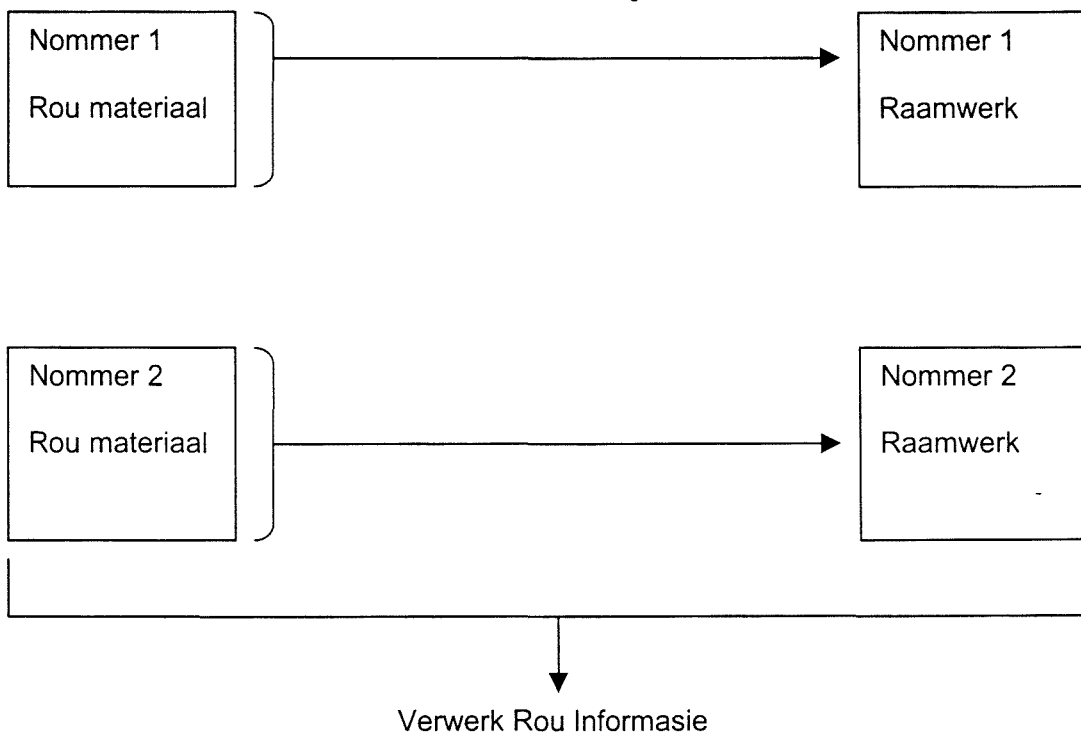 Nommer 1
Rou materiaal
Nommer 1
Raamwerk
Nommer 2
Rou materiaal
Nommer 2
Raamwerk
Verwerk Rou Informasie